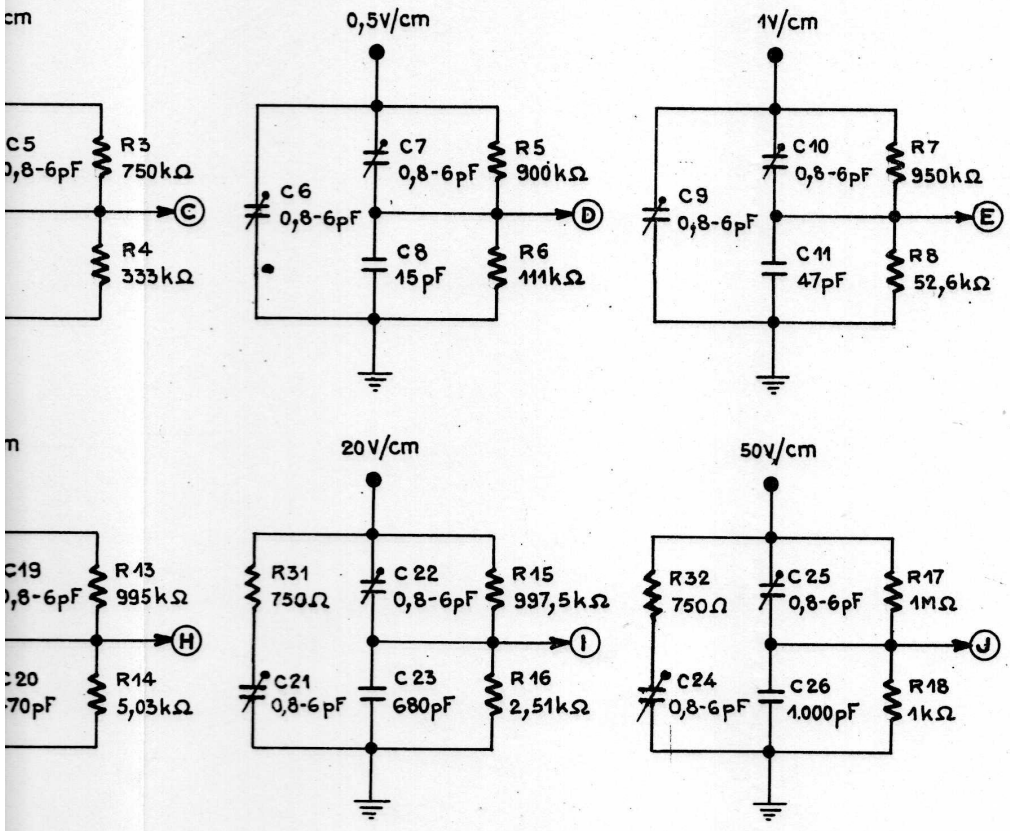 cm
C5
0,8-6pF
R3
750kΩ
C
R4
333kΩ
0,5V/cm
C7
0,8-6pF
R5
900kΩ
C6
0,8-6pF
D
C8
15pF
R6
111kΩ
1V/cm
C10
0,8-6pF
R7
950kΩ
C9
0,8-6pF
E
C11
47pF
R8
52,6kΩ
m
C19
0,8-6pF
R13
995kΩ
H
C20
70pF
R14
5,03kΩ
20V/cm
R31
750Ω
C22
0,8-6pF
R15
997,5kΩ
I
C21
0,8-6pF
C23
680pF
R16
2,51kΩ
50V/cm
R32
750Ω
C25
0,8-6pF
R17
1MΩ
J
C24
0,8-6pF
C26
1.000pF
R18
1kΩ